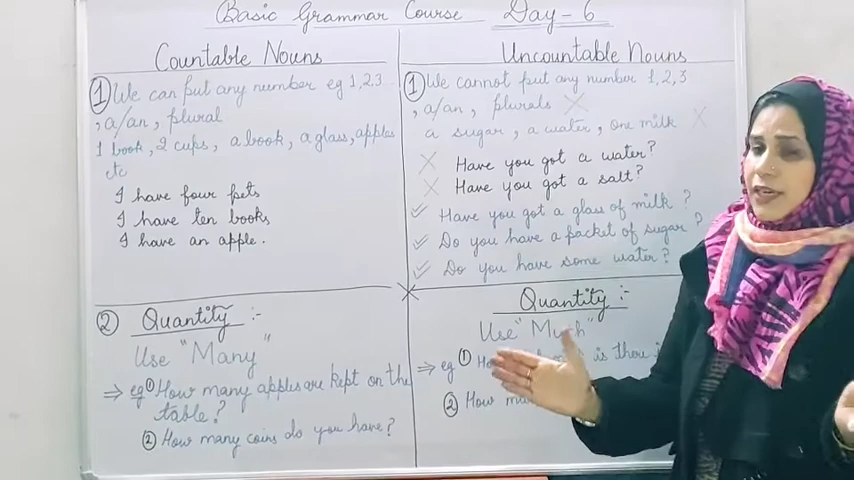 Basic Grammar Course Day-6
Countable Nouns
① We can put any number eg 1,2,3...
, a/an, plural
1 book, 2 cups, a book, a glass, apples
etc
I have four pets
I have ten books
I have an apple.
② Quantity :-
Use "Many"
⇒ eg ① How many apples are kept on the
table?
② How many coins do you have?
Uncountable Nouns
① We cannot put any number 1,2,3
, a/an, plurals ✗
a sugar, a water, one milk ✗
✗ Have you got a water?
✗ Have you got a salt?
✓ Have you got a glass of milk?
✓ Do you have a packet of sugar?
✓ Do you have some water?
Quantity :-
Use "Much"
⇒ eg ① is
② How